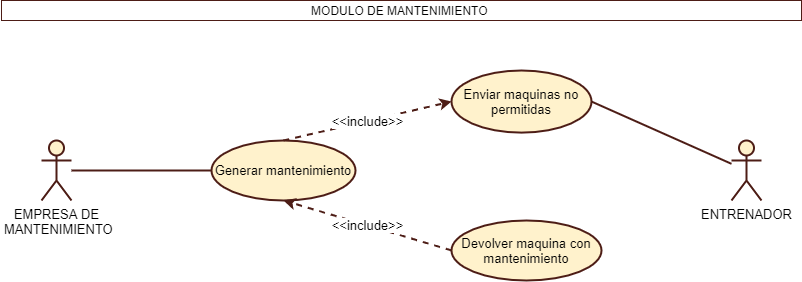 MODULO DE MANTENIMIENTO
Enviar maquinas no
permitidas
<<include>>
Generar mantenimiento
EMPRESA DE
MANTENIMIENTO
ENTRENADOR
<<include>>
Devolver maquina con
mantenimiento